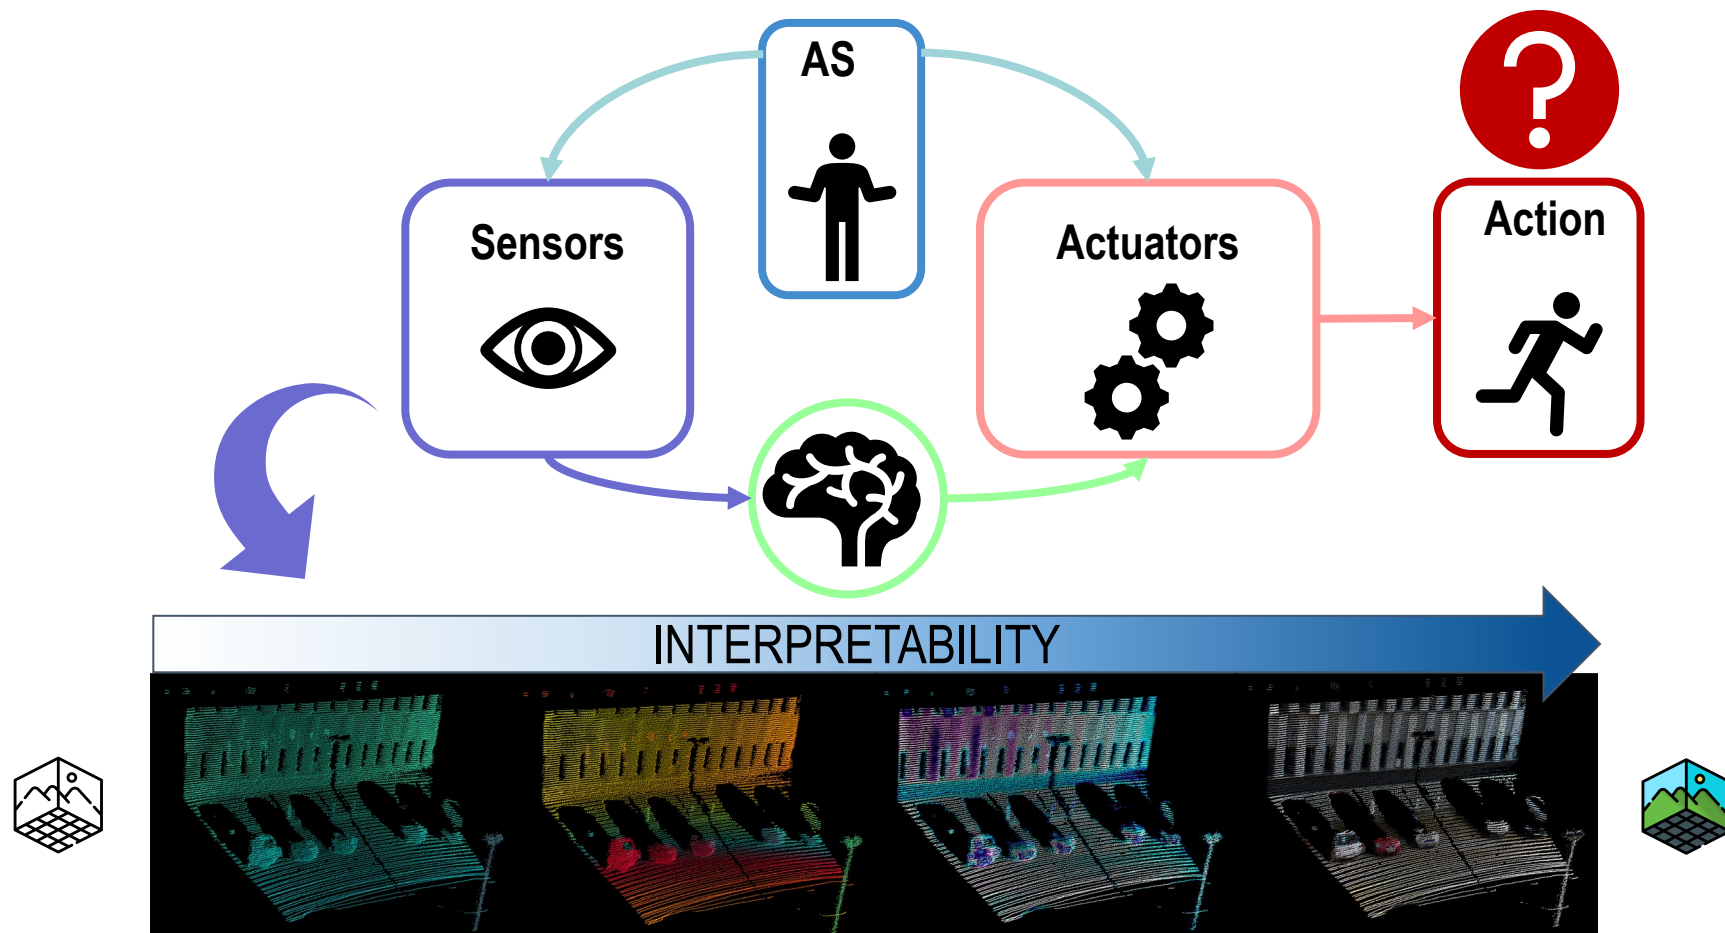 AS
Sensors
Actuators
Action
INTERPRETABILITY